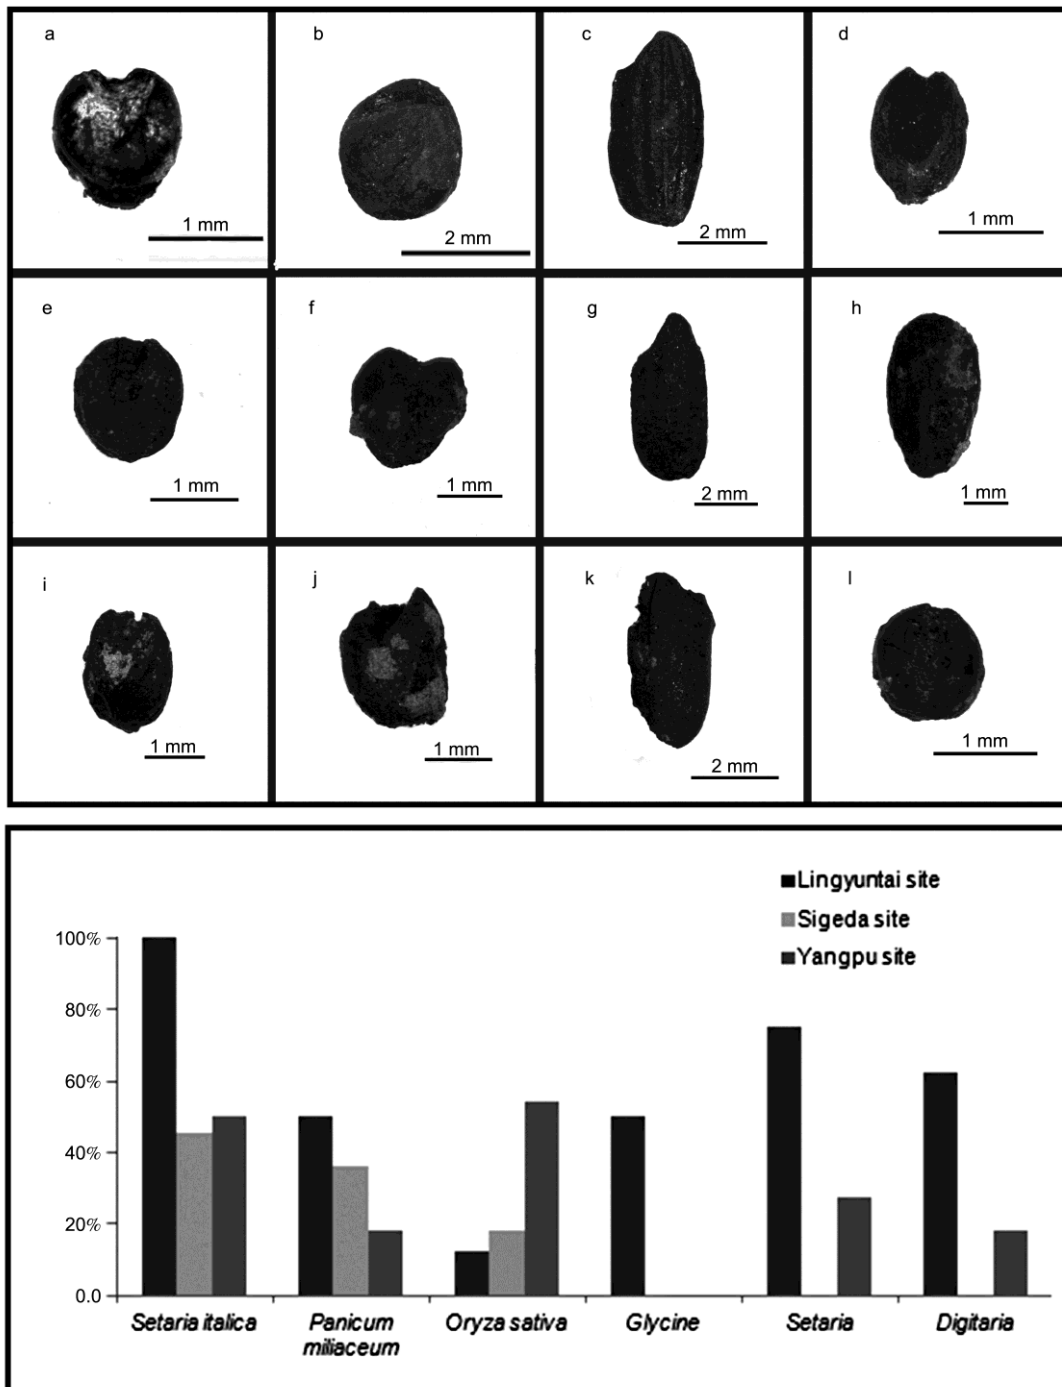 a
b
c
d
1 mm
2 mm
2 mm
1 mm
e
f
g
h
1 mm
1 mm
2 mm
1 mm
i
j
k
l
1 mm
1 mm
2 mm
1 mm
Lingyuntai site
Sigeda site
Yangpu site
100%
80%
60%
40%
20%
0.0
Setaria italica
Panicum
miliaceum
Oryza sativa
Glycine
Setaria
Digitaria